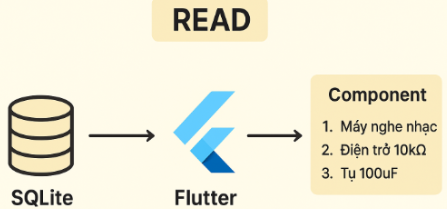 READ
SQLite
Flutter
Component
1. Máy nghe nhạc
2. Điện trở 10kΩ
3. Tụ 100uF